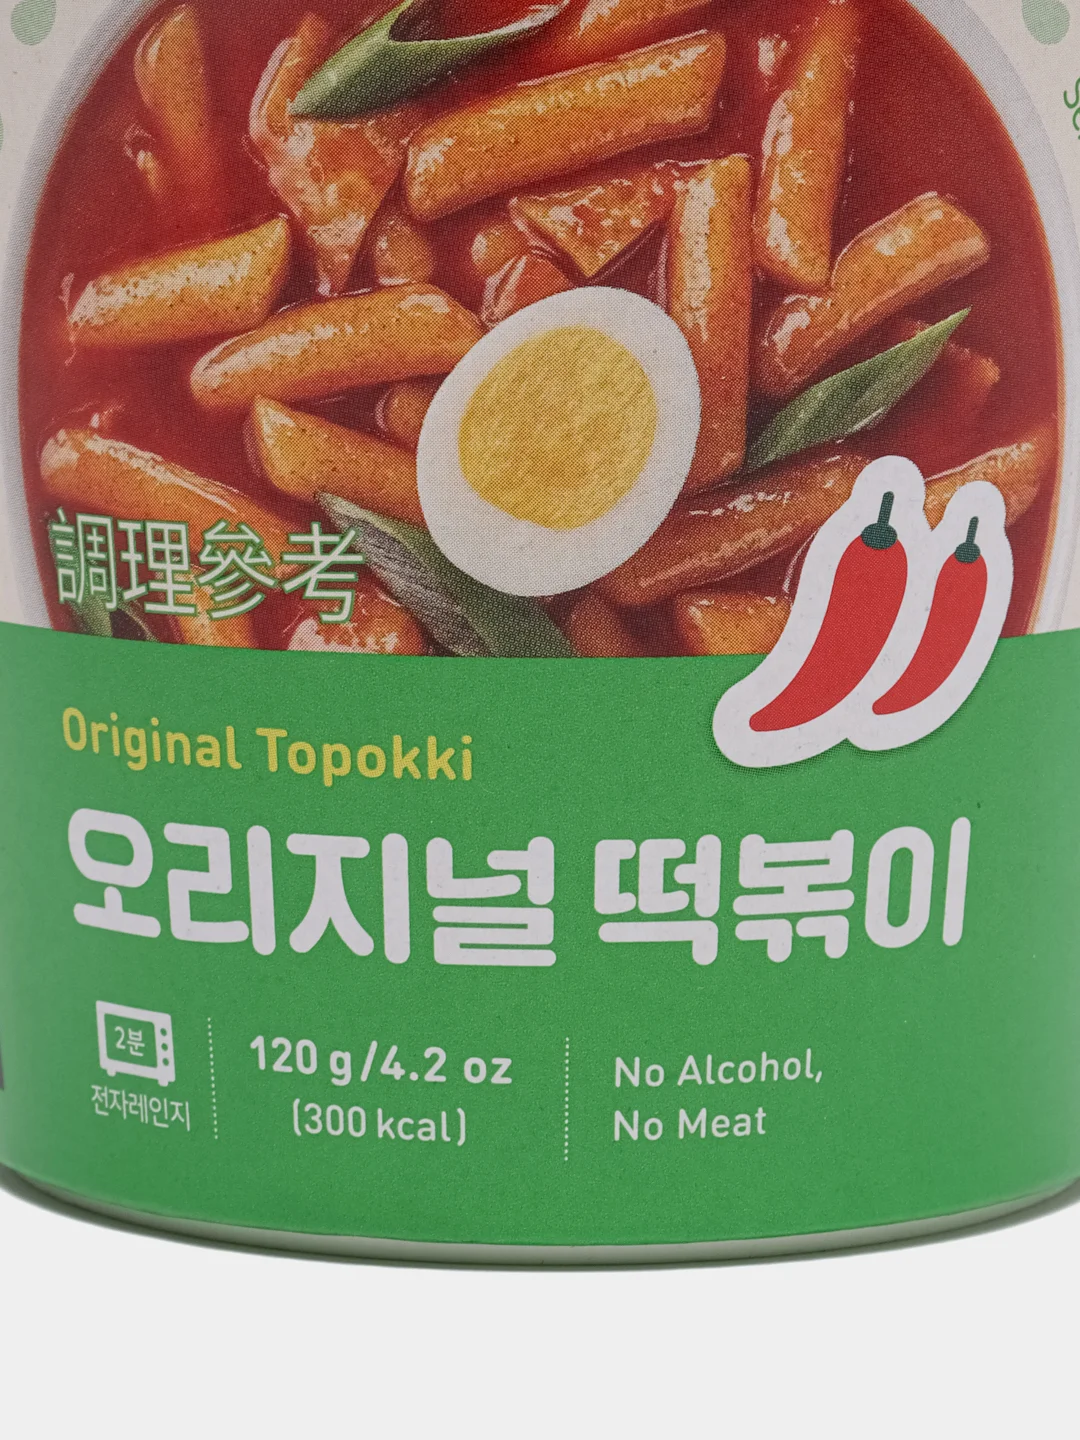 調理參考
Original Topokki
오리지널 떡볶이
2분
전자레인지
120 g/4.2 oz
(300 kcal)
No Alcohol,
No Meat